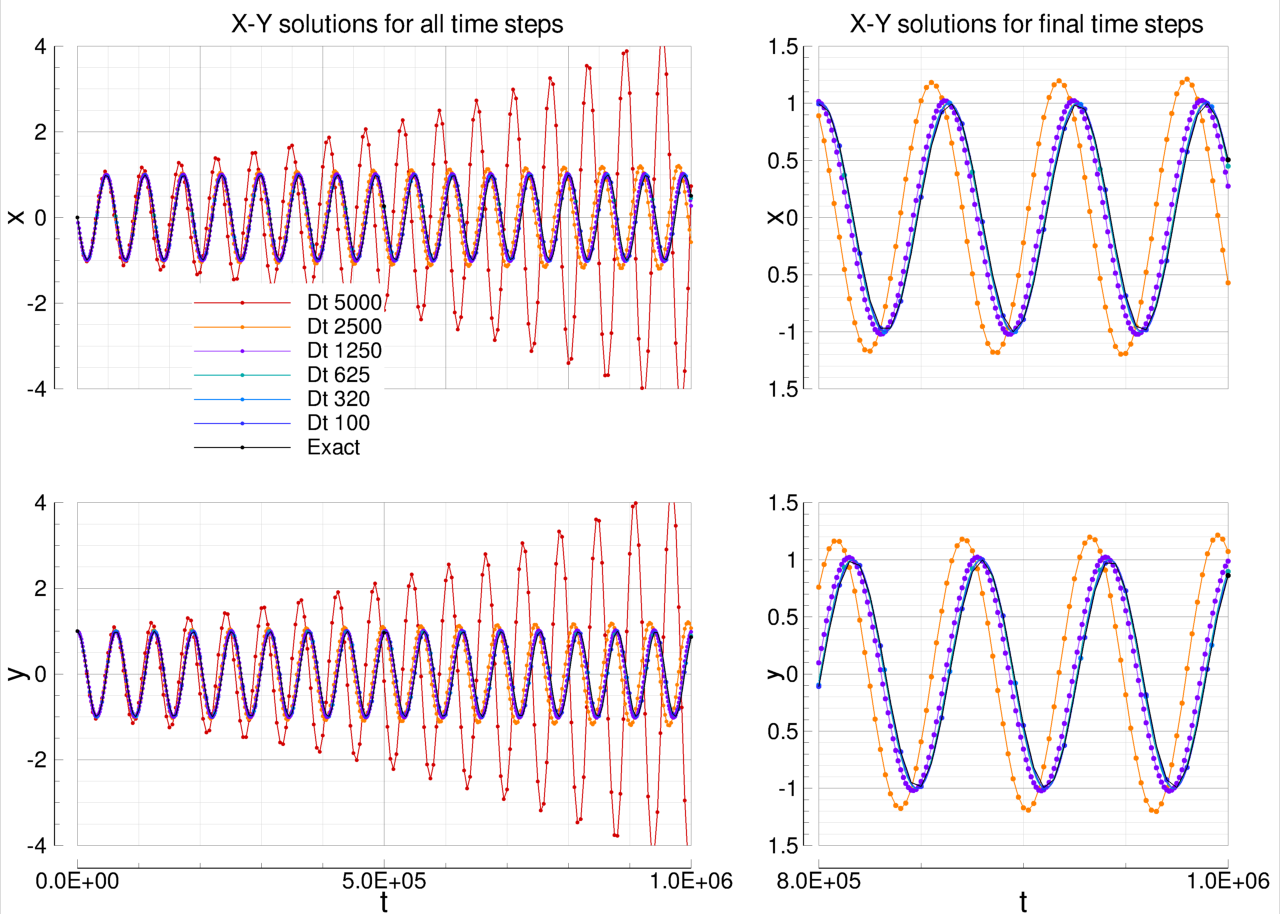 X-Y solutions for all time steps
4
2
0
-2
-4
x
Dt 5000
Dt 2500
Dt 1250
Dt 625
Dt 320
Dt 100
Exact
X-Y solutions for final time steps
1.5
1
0.5
0
0.5
-1
1.5
x
4
2
0
-2
-4
y
0.0E+00 5.0E+05 1.0E+06
t
1.5
1
0.5
0
0.5
-1
1.5
y
8.0E+05 1.0E+06
t